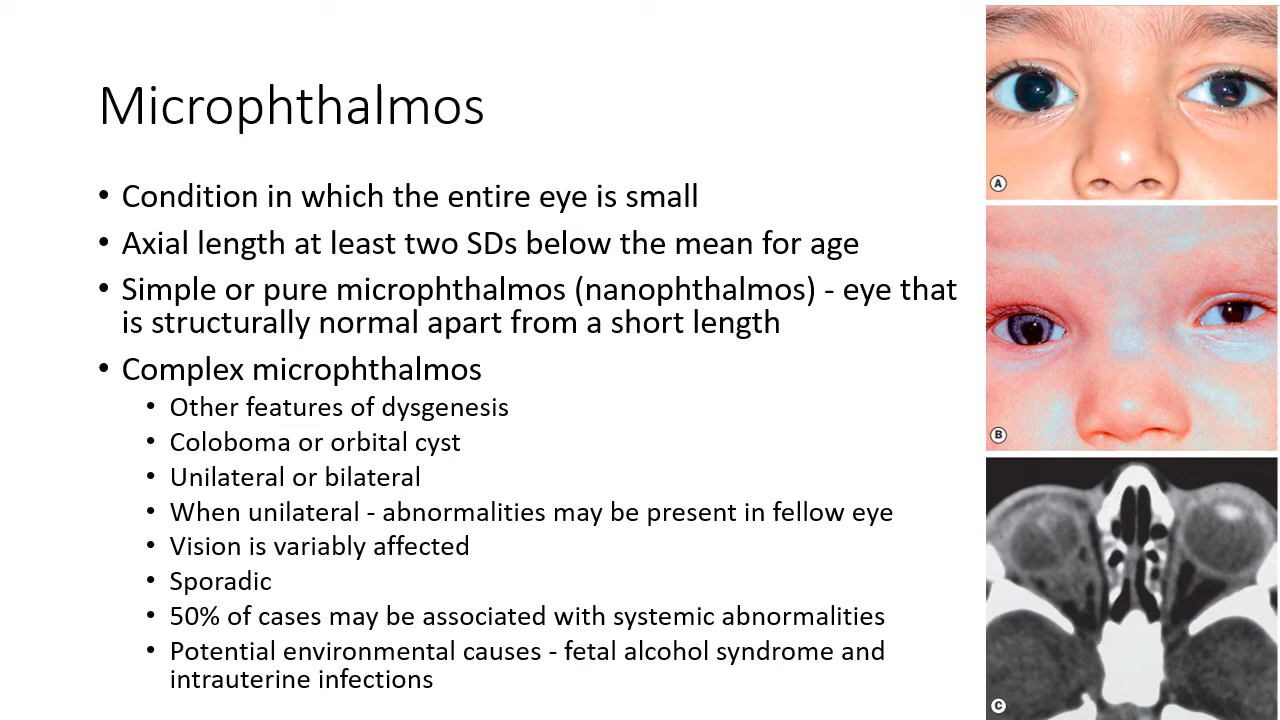 Microphthalmos
• Condition in which the entire eye is small
• Axial length at least two SDs below the mean for age
• Simple or pure microphthalmos (nanophthalmos) - eye that
is structurally normal apart from a short length
• Complex microphthalmos
• Other features of dysgenesis
• Coloboma or orbital cyst
• Unilateral or bilateral
• When unilateral - abnormalities may be present in fellow eye
• Vision is variably affected
• Sporadic
• 50% of cases may be associated with systemic abnormalities
• Potential environmental causes - fetal alcohol syndrome and
intrauterine infections
A
B
C